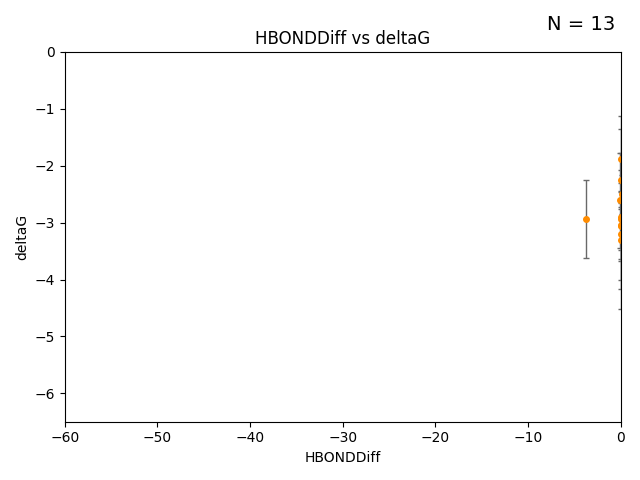 N = 13
HBONDDiff vs deltaG
0
−1
−2
−3
−4
−5
−6
deltaG
−60 −50 −40 −30 −20 −10 0
HBONDDiff